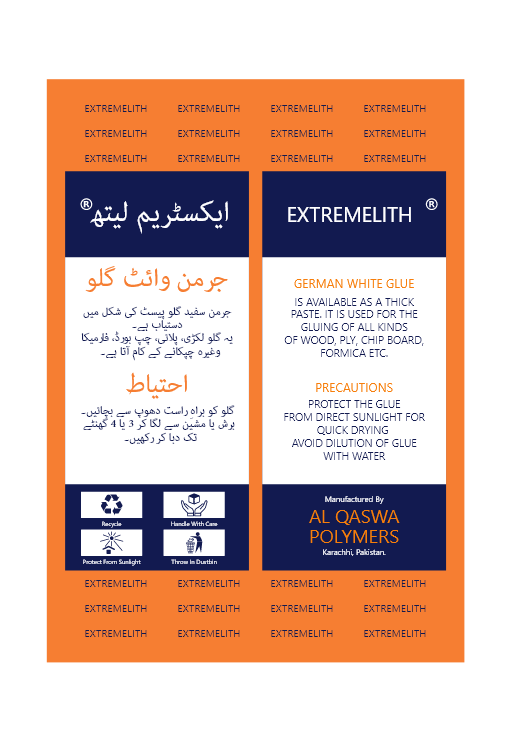 EXTREMELITH EXTREMELITH EXTREMELITH EXTREMELITH
EXTREMELITH EXTREMELITH EXTREMELITH EXTREMELITH
EXTREMELITH EXTREMELITH EXTREMELITH EXTREMELITH
ایکسٹریم لیتھ®
جرمن وائٹ گلو
جرمن سفید گلو پیسٹ کی شکل میں
دستیاب ہے۔
یہ گلو لکڑی، پلائی، چپ بورڈ، فارمیکا
وغیرہ چپکانے کے کام آتا ہے۔
احتیاط
گلو کو براہِ راست دھوپ سے بچائیں۔
برش یا مشین سے لگا کر 3 یا 4 گھنٹے
تک دبا کر رکھیں۔
Recycle
Handle With Care
Protect From Sunlight
Throw In Durtbin
EXTREMELITH ®
GERMAN WHITE GLUE
IS AVAILABLE AS A THICK
PASTE. IT IS USED FOR THE
GLUING OF ALL KINDS
OF WOOD, PLY, CHIP BOARD,
FORMICA ETC.
PRECAUTIONS
PROTECT THE GLUE
FROM DIRECT SUNLIGHT FOR
QUICK DRYING
AVOID DILUTION OF GLUE
WITH WATER
Manufactured By
AL QASWA
POLYMERS
Karachhi, Pakistan.
EXTREMELITH EXTREMELITH EXTREMELITH EXTREMELITH
EXTREMELITH EXTREMELITH EXTREMELITH EXTREMELITH
EXTREMELITH EXTREMELITH EXTREMELITH EXTREMELITH